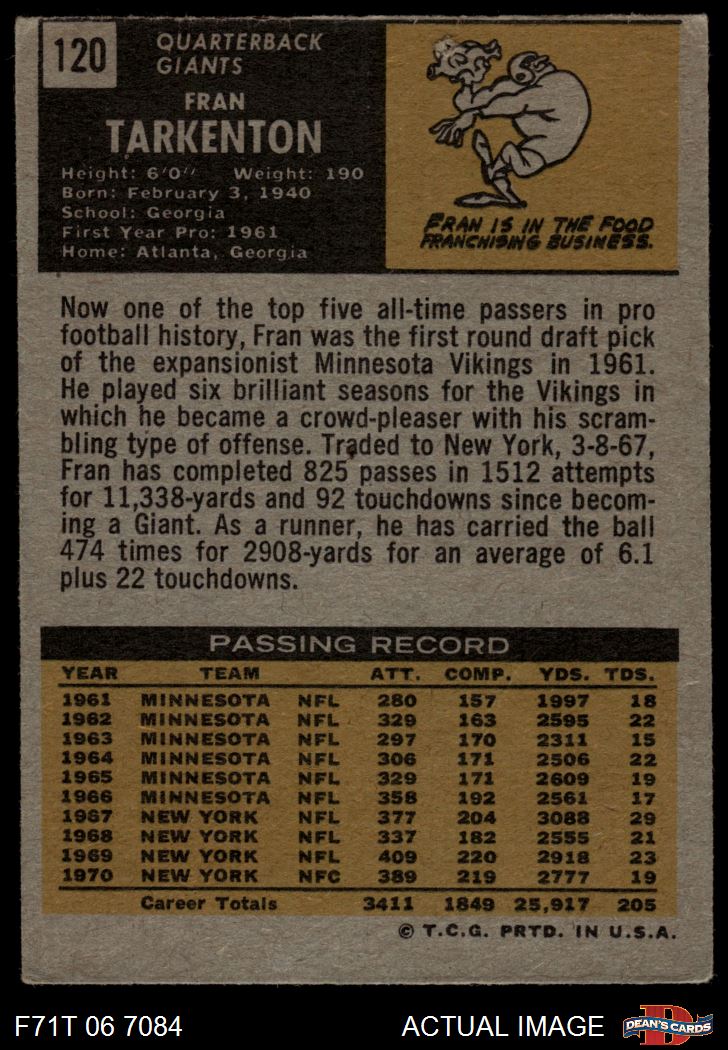 120
QUARTERBACK
GIANTS
FRAN
TARKENTON
Height: 6'0" Weight: 190
Born: February 3, 1940
School: Georgia
First Year Pro: 1961
Home: Atlanta, Georgia
FRAN IS IN THE FOOD
FRANCHISING BUSINESS.
Now one of the top five all-time passers in pro
football history, Fran was the first round draft pick
of the expansionist Minnesota Vikings in 1961.
He played six brilliant seasons for the Vikings in
which he became a crowd-pleaser with his scram-
bling type of offense. Traded to New York, 3-8-67,
Fran has completed 825 passes in 1512 attempts
for 11,338-yards and 92 touchdowns since becom-
ing a Giant. As a runner, he has carried the ball
474 times for 2908-yards for an average of 6.1
plus 22 touchdowns.
PASSING RECORD
YEAR TEAM ATT. COMP. YDS. TDS.
1961 MINNESOTA NFL 280 157 1997 18
1962 MINNESOTA NFL 329 163 2595 22
1963 MINNESOTA NFL 297 170 2311 15
1964 MINNESOTA NFL 306 171 2506 22
1965 MINNESOTA NFL 329 171 2609 19
1966 MINNESOTA NFL 358 192 2561 17
1967 NEW YORK NFL 377 204 3088 29
1968 NEW YORK NFL 337 182 2555 21
1969 NEW YORK NFL 409 220 2918 23
1970 NEW YORK NFC 389 219 2777 19
Career Totals 3411 1849 25,917 205
© T.C.G. PRTD. IN U.S.A.
F71T 06 7084 ACTUAL IMAGE
D
DEAN'S CARDS